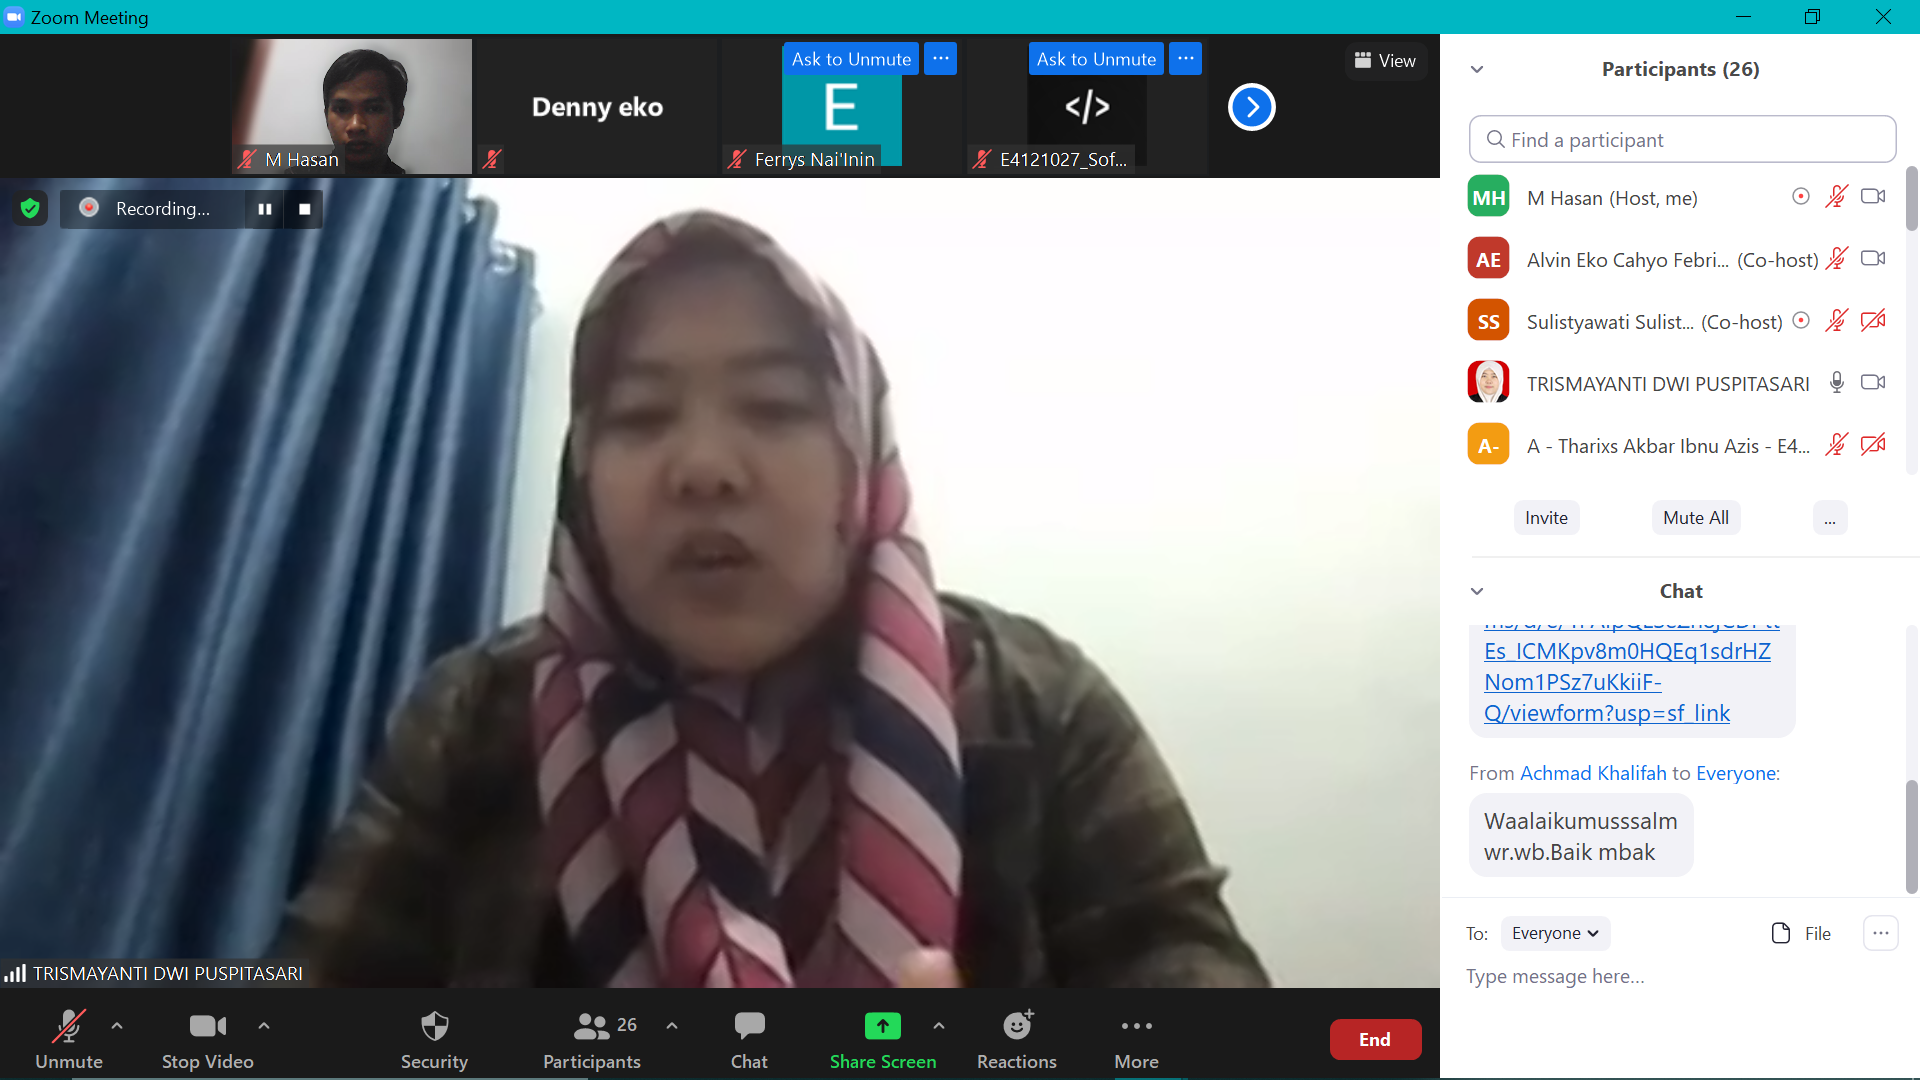 Zoom Meeting
Ask to Unmute
Ask to Unmute
View
Denny eko
E
</>
M Hasan
Ferrys Nai'Inin
E4121027_Sof...
Recording...
TRISMAYANTI DWI PUSPITASARI
Unmute
Stop Video
Security
26
Participants
Chat
Share Screen
Reactions
More
End
Participants (26)
Find a participant
MH M Hasan (Host, me)
AE Alvin Eko Cahyo Febri... (Co-host)
SS Sulistyawati Sulist... (Co-host)
TRISMAYANTI DWI PUSPITASARI
A- A - Tharixs Akbar Ibnu Azis - E4...
Invite
Mute All
...
Chat
Es_ICMKpv8m0HQEq1sdrHZ
Nom1PSz7uKkiiF-
Q/viewform?usp=sf_link
From Achmad Khalifah to Everyone:
Waalaikumusssalm
wr.wb.Baik mbak
To: Everyone
File
Type message here...